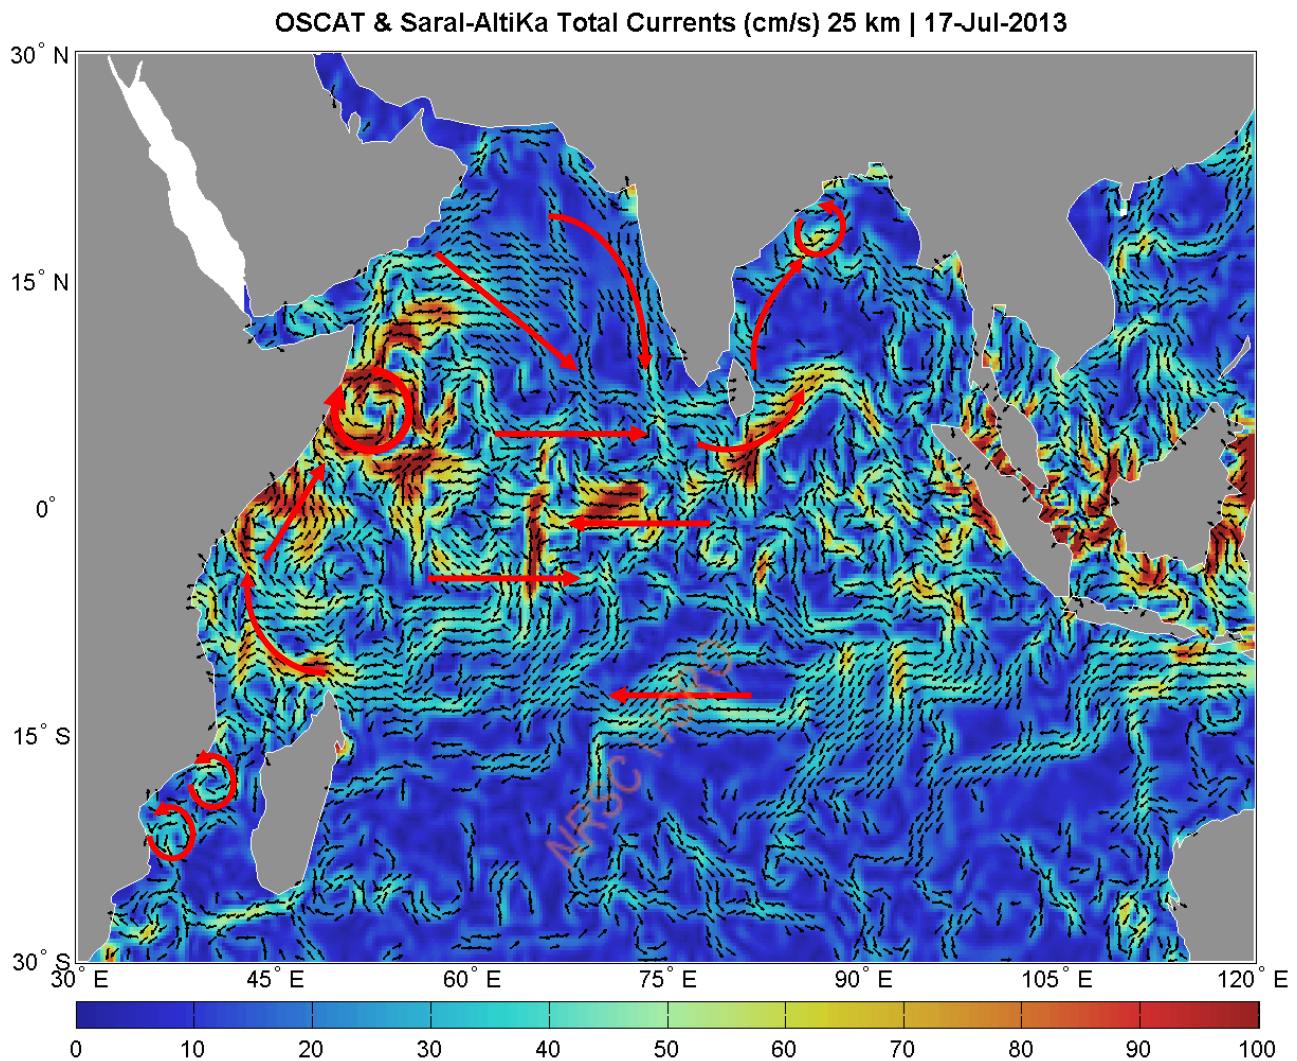 OSCAT & Saral-AltiKa Total Currents (cm/s) 25 km | 17-Jul-2013
30° N
15° N
0°
15° S
30° S
30° E 45° E 60° E 75° E 90° E 105° E 120° E
NRSC / ISRO
0 10 20 30 40 50 60 70 80 90 100